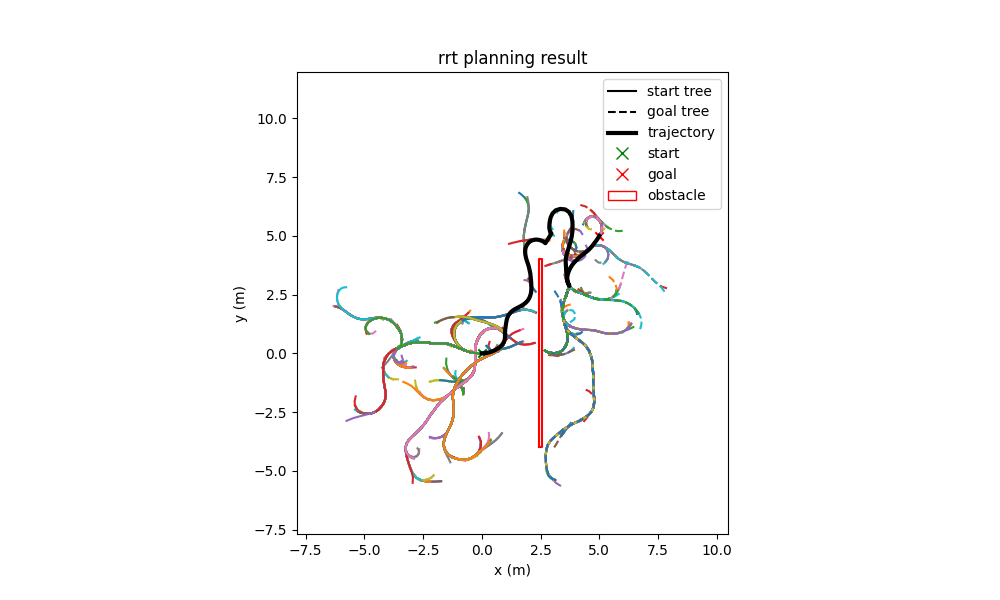 rrt planning result
start tree
goal tree
trajectory
start
goal
obstacle
10.0
7.5
5.0
2.5
0.0
−2.5
−5.0
−7.5
y (m)
−7.5 −5.0 −2.5 0.0 2.5 5.0 7.5 10.0
x (m)